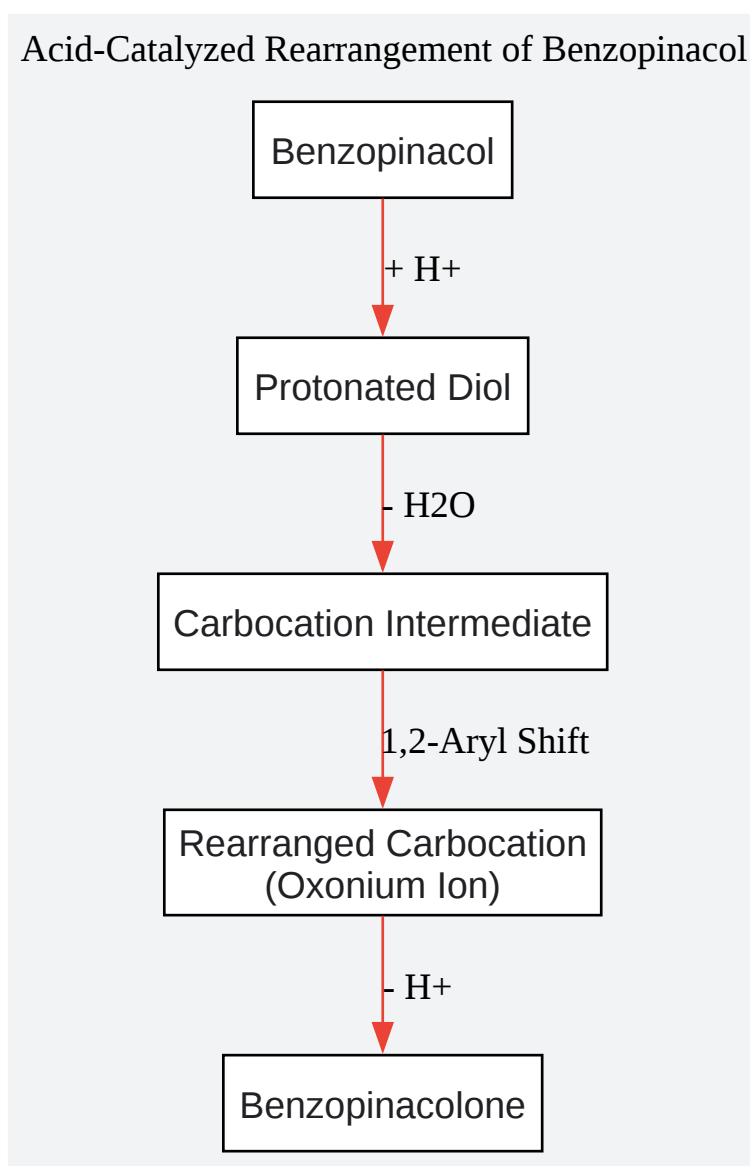 Acid-Catalyzed Rearrangement of Benzopinacol
Benzopinacol
+ H+
Protonated Diol
- H2O
Carbocation Intermediate
1,2-Aryl Shift
Rearranged Carbocation
(Oxonium Ion)
- H+
Benzopinacolone